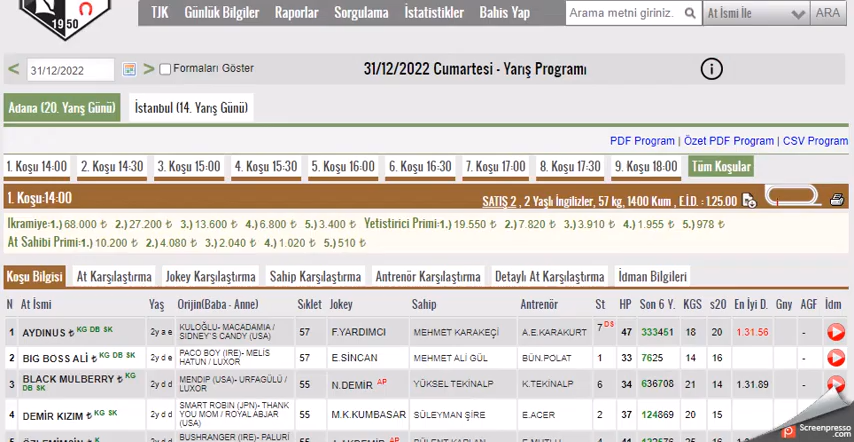 19 50
TJK Günlük Bilgiler Raporlar Sorgulama İstatistikler Bahis Yap Arama metni giriniz. At İsmi İle ARA
< 31/12/2022 > Formaları Göster 31/12/2022 Cumartesi - Yarış Programı i
Adana (20. Yarış Günü) İstanbul (14. Yarış Günü)
PDF Program | Özet PDF Program | CSV Program
1. Koşu 14:00 2. Koşu 14:30 3. Koşu 15:00 4. Koşu 15:30 5. Koşu 16:00 6. Koşu 16:30 7. Koşu 17:00 8. Koşu 17:30 9. Koşu 18:00 Tüm Koşular
1. Koşu:14:00 SATIŞ 2 , 2 Yaşlı İngilizler, 57 kg, 1400 Kum , E.İ.D. : 1.25.00
Ikramiye:1.) 68.000 ₺ 2.) 27.200 ₺ 3.) 13.600 ₺ 4.) 6.800 ₺ 5.) 3.400 ₺ Yetistirici Primi:1.) 19.550 ₺ 2.) 7.820 ₺ 3.) 3.910 ₺ 4.) 1.955 ₺ 5.) 978 ₺
At Sahibi Primi:1.) 10.200 ₺ 2.) 4.080 ₺ 3.) 2.040 ₺ 4.) 1.020 ₺ 5.) 510 ₺
Koşu Bilgisi At Karşılaştırma Jokey Karşılaştırma Sahip Karşılaştırma Antrenör Karşılaştırma Detaylı At Karşılaştırma İdman Bilgileri
N At İsmi Yaş Orijin(Baba - Anne) Sıklet Jokey Sahip Antrenör St HP Son 6 Y. KGS s20 En İyi D. Gny AGF İdm
1 AYDINUS ₺ KG DB SK 2y a e KULOĞLU- MACADAMIA / SIDNEY'S CANDY (USA) 57 F.YARDIMCI MEHMET KARAKEÇİ A.E.KARAKURT 7 DS 47 333451 18 20 1.31.56 -
2 BIG BOSS ALİ ₺ KG DB SK 2y d e PACO BOY (IRE)- MELİS HATUN / LUXOR 57 E.SİNCAN MEHMET ALİ GÜL BÜN.POLAT 1 33 7625 14 16 -
3 BLACK MULBERRY ₺ KG DB SK 2y d d MENDIP (USA)- URFAGÜLÜ / LUXOR 55 N.DEMİR AP YÜKSEL TEKİNALP K.TEKİNALP 6 34 636708 21 14 1.31.89 -
4 DEMİR KIZIM ₺ KG SK 2y d d SMART ROBIN (JPN)- THANK YOU MOM / ROYAL ABJAR (USA) 55 M.K.KUMBASAR SÜLEYMAN ŞİRE E.ACER 2 37 124869 20 15
BUSHRANGER (IRE)- PALURİ
Screenpresso
.com